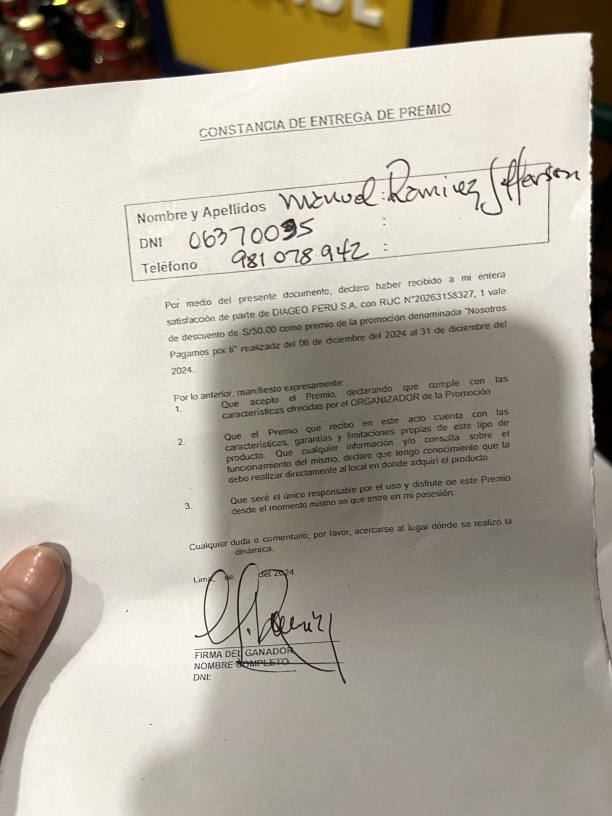 CONSTANCIA DE ENTREGA DE PREMIO
Nombre y Apellidos Manuel Ramirez Jefferson
DNI 06370095 :
Teléfono 981 078 942 :
Por medio del presente documento, declaro haber recibido a mi entera
satisfacción de parte de DIAGEO PERU S.A. con RUC N°20263158327, 1 vale
de descuento de S/50.00 como premio de la promoción denominada "Nosotros
Pagamos por ti" realizada del 06 de diciembre del 2024 al 31 de diciembre del
2024.
Por lo anterior, manifiesto expresamente:
1. Que acepto el Premio, declarando que cumple con las
características ofrecidas por el ORGANIZADOR de la Promoción
2. Que el Premio que recibo en este acto cuenta con las
características, garantías y limitaciones propias de este tipo de
producto. Que cualquier información y/o consulta sobre el
funcionamiento del mismo, declaro que tengo conocimiento que la
debo realizar directamente al local en donde adquirí el producto
3. Que seré el único responsable por el uso y disfrute de este Premio
desde el momento mismo en que entre en mi posesión.
Cualquier duda o comentario, por favor, acercarse al lugar dónde se realizó la
dinámica.
Lima, de del 2024
FIRMA DEL GANADOR
NOMBRE COMPLETO
DNI: